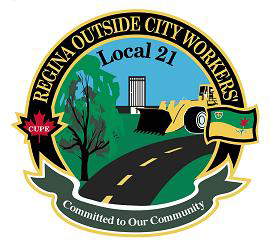 REGINA OUTSIDE CITY WORKERS'
Local 21
CUPE
Committed to Our Community